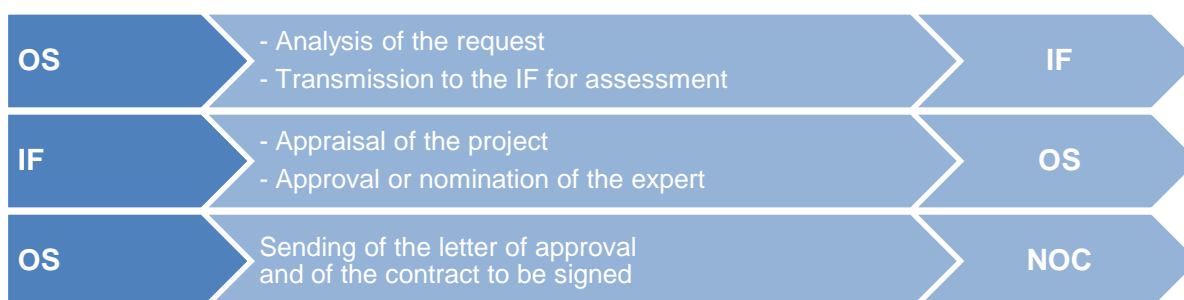 OS
- Analysis of the request
- Transmission to the IF for assessment
IF
IF
- Appraisal of the project
- Approval or nomination of the expert
OS
OS
Sending of the letter of approval
and of the contract to be signed
NOC